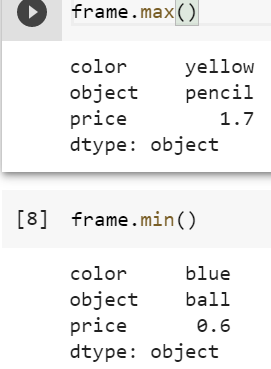 frame.max()
color yellow
object pencil
price 1.7
dtype: object
[8] frame.min()
color blue
object ball
price 0.6
dtype: object